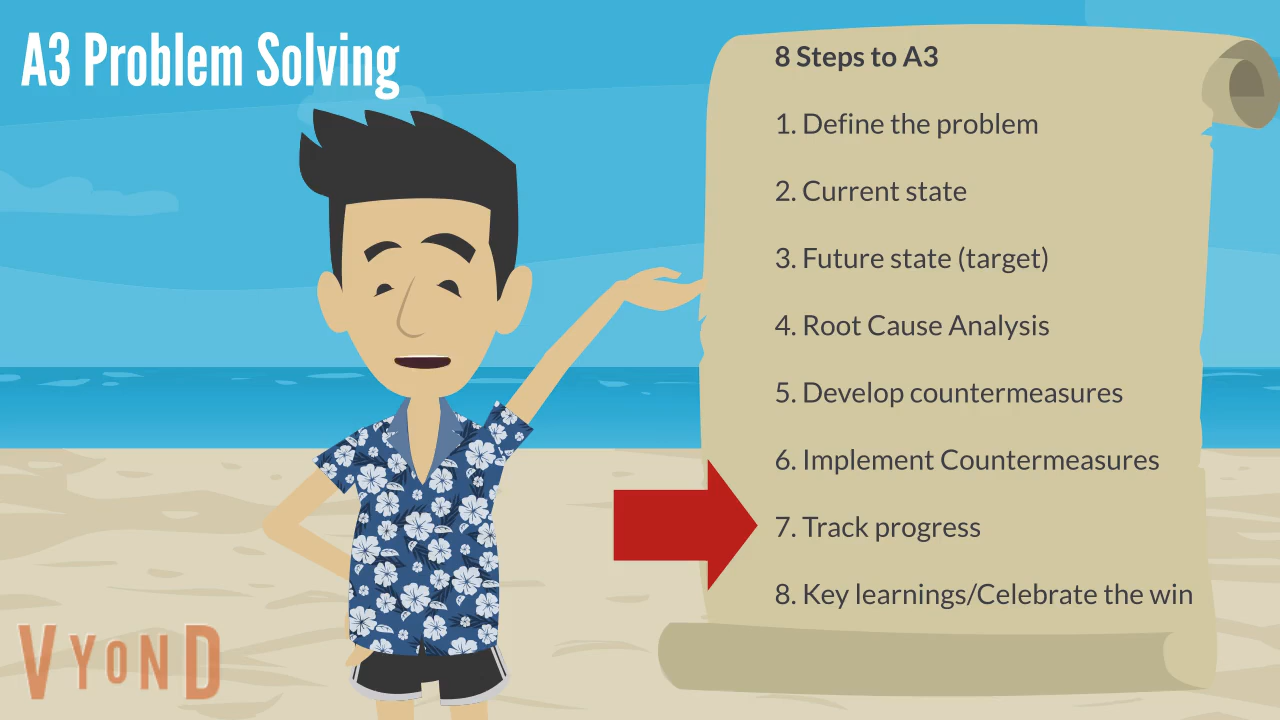 A3 Problem Solving
8 Steps to A3
1. Define the problem
2. Current state
3. Future state (target)
4. Root Cause Analysis
5. Develop countermeasures
6. Implement Countermeasures
7. Track progress
8. Key learnings/Celebrate the win
VYOND